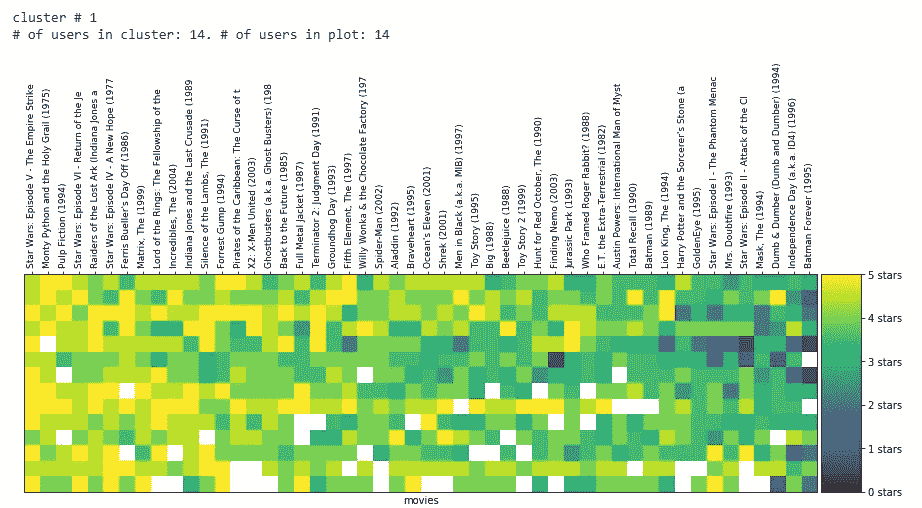 cluster # 1
# of users in cluster: 14. # of users in plot: 14
Star Wars: Episode V - The Empire Strike
Monty Python and the Holy Grail (1975)
Pulp Fiction (1994)
Star Wars: Episode VI - Return of the Je
Raiders of the Lost Ark (Indiana Jones a
Star Wars: Episode IV - A New Hope (1977
Ferris Bueller's Day Off (1986)
Matrix, The (1999)
Lord of the Rings: The Fellowship of the
Incredibles, The (2004)
Indiana Jones and the Last Crusade (1989
Silence of the Lambs, The (1991)
Forrest Gump (1994)
Pirates of the Caribbean: The Curse of t
X2: X-Men United (2003)
Ghostbusters (a.k.a. Ghost Busters) (198
Back to the Future (1985)
Full Metal Jacket (1987)
Terminator 2: Judgment Day (1991)
Groundhog Day (1993)
Fifth Element, The (1997)
Willy Wonka & the Chocolate Factory (197
Spider-Man (2002)
Aladdin (1992)
Braveheart (1995)
Ocean's Eleven (2001)
Shrek (2001)
Men in Black (a.k.a. MIB) (1997)
Toy Story (1995)
Big (1988)
Beetlejuice (1988)
Toy Story 2 (1999)
Hunt for Red October, The (1990)
Finding Nemo (2003)
Jurassic Park (1993)
Who Framed Roger Rabbit? (1988)
E.T. the Extra-Terrestrial (1982)
Austin Powers: International Man of Myst
Total Recall (1990)
Batman (1989)
Lion King, The (1994)
Harry Potter and the Sorcerer's Stone (a
GoldenEye (1995)
Star Wars: Episode I - The Phantom Menac
Mrs. Doubtfire (1993)
Star Wars: Episode II - Attack of the Cl
Mask, The (1994)
Dumb & Dumber (Dumb and Dumber) (1994)
Independence Day (a.k.a. ID4) (1996)
Batman Forever (1995)
5 stars
4 stars
3 stars
2 stars
1 stars
0 stars
movies